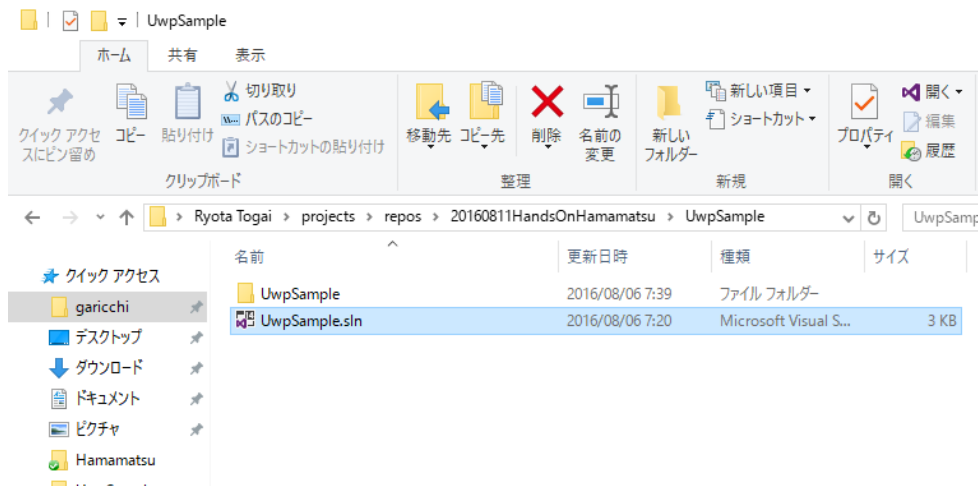 UwpSample
ホーム 共有 表示
クイック アクセスにピン留め
コピー
貼り付け
切り取り
パスのコピー
ショートカットの貼り付け
クリップボード
移動先
コピー先
削除
名前の変更
整理
新しいフォルダー
新しい項目
ショートカット
新規
プロパティ
開く
編集
履歴
開く
Ryota Togai > projects > repos > 20160811HandsOnHamamatsu > UwpSample
UwpSamp
名前 更新日時 種類 サイズ
UwpSample 2016/08/06 7:39 ファイル フォルダー
UwpSample.sln 2016/08/06 7:20 Microsoft Visual S... 3 KB
クイック アクセス
garicchi
デスクトップ
ダウンロード
ドキュメント
ピクチャ
Hamamatsu